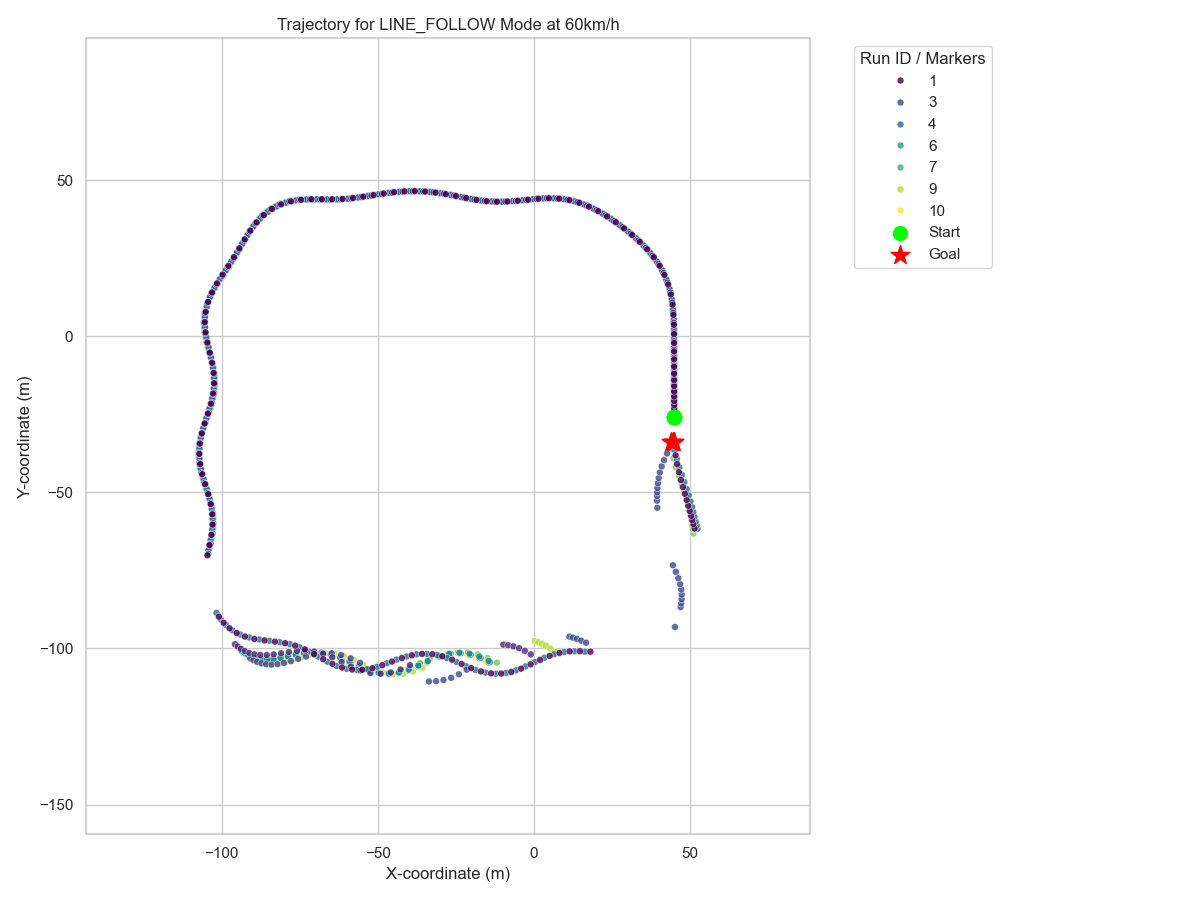 Trajectory for LINE_FOLLOW Mode at 60km/h
Run ID / Markers
1
3
4
6
7
9
10
Start
Goal
Y-coordinate (m)
50
0
−50
−100
−150
−100
−50
0
50
X-coordinate (m)